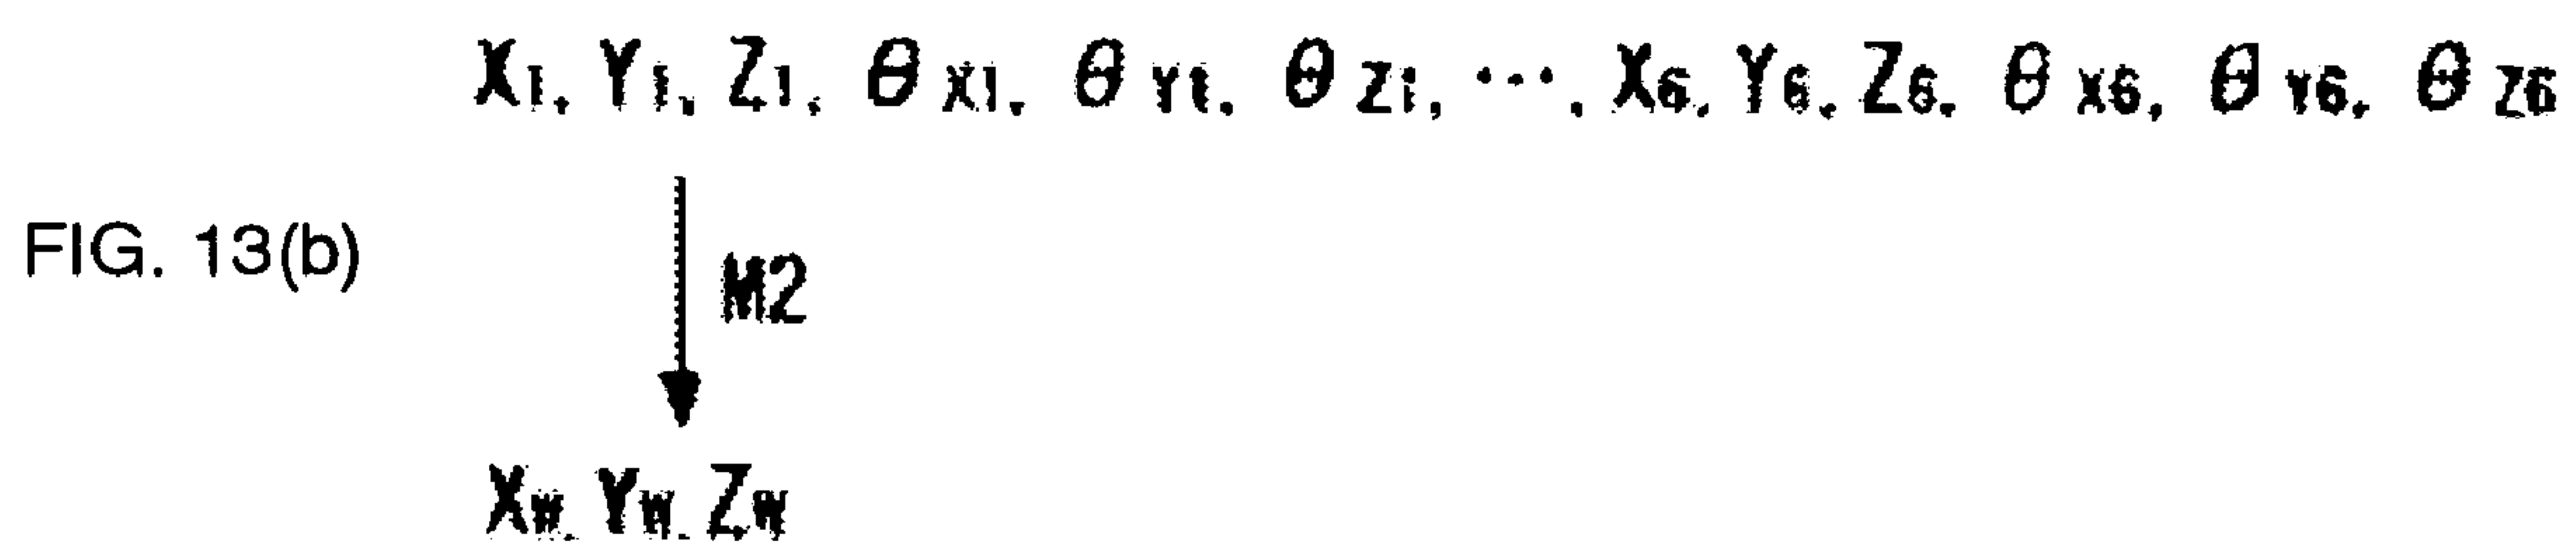 X1, Y1, Z1, θX1, θY1, θZ1, ···, X6, Y6, Z6, θX6, θY6, θZ6
FIG. 13(b)
M2
XW, YW, ZW